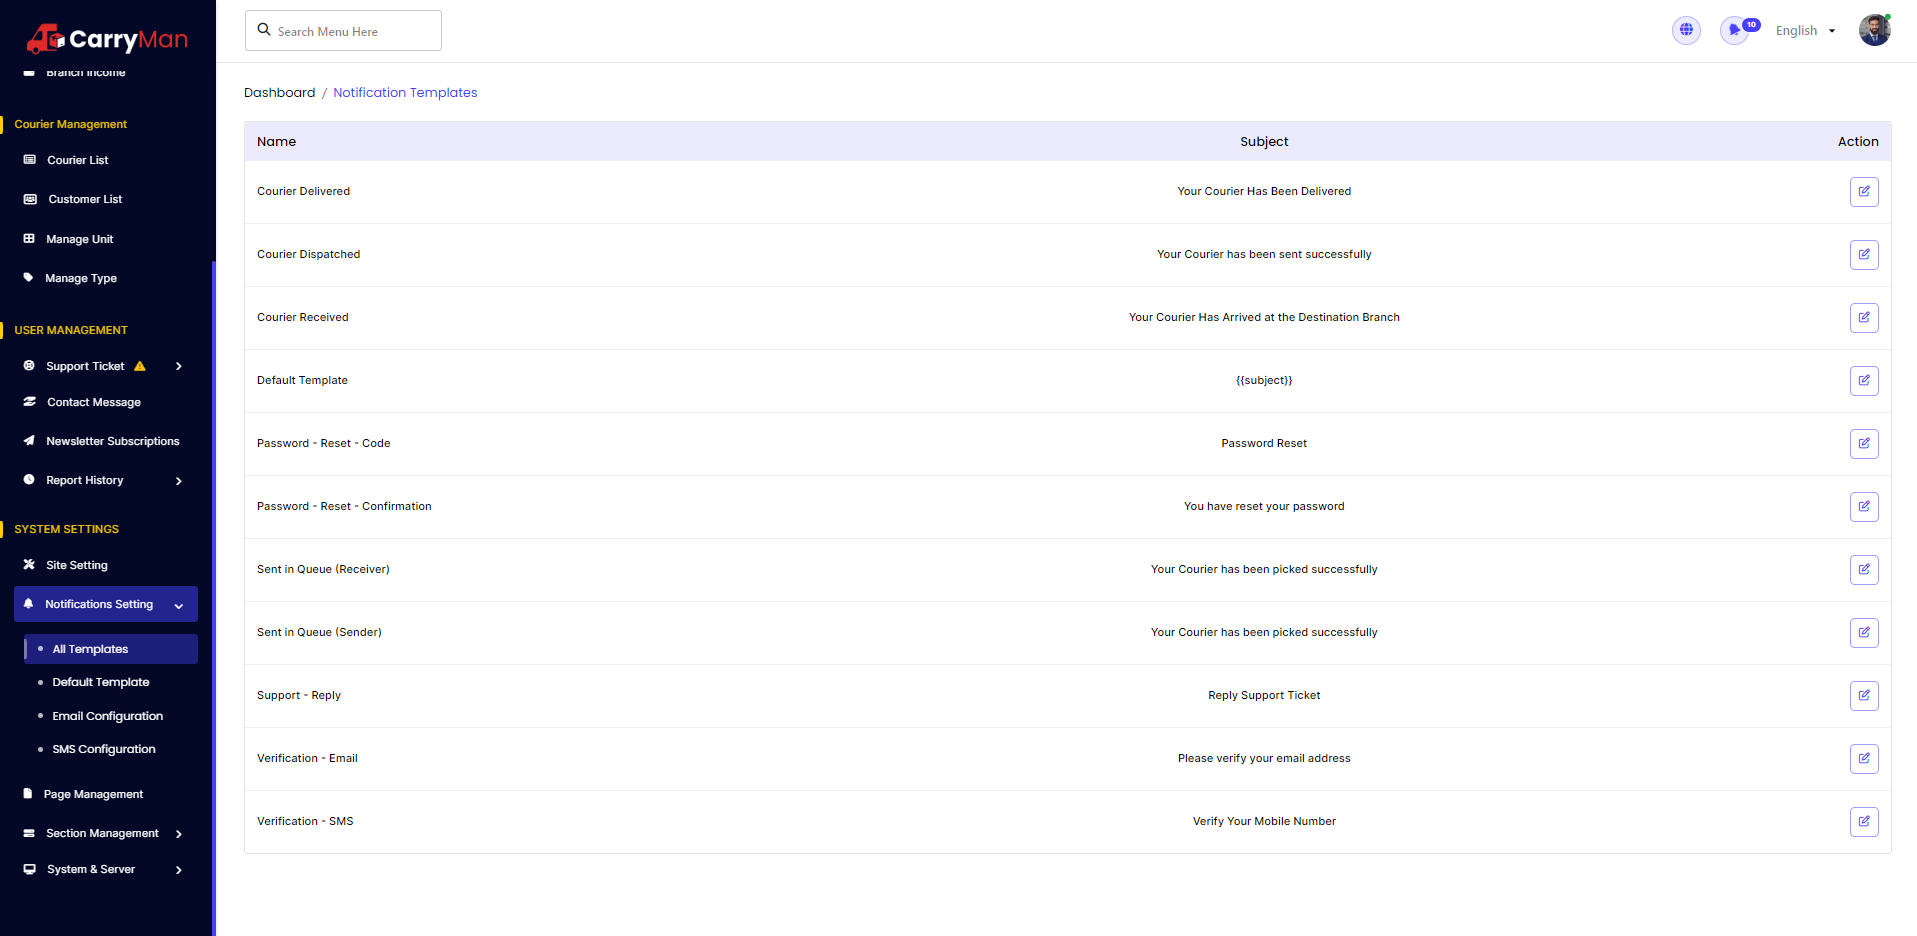 CarryMan
Search Menu Here
10
English
Branch Income
Courier Management
Courier List
Customer List
Manage Unit
Manage Type
USER MANAGEMENT
Support Ticket
Contact Message
Newsletter Subscriptions
Report History
SYSTEM SETTINGS
Site Setting
Notifications Setting
All Templates
Default Template
Email Configuration
SMS Configuration
Page Management
Section Management
System & Server
Dashboard / Notification Templates
Name Subject Action
Courier Delivered Your Courier Has Been Delivered
Courier Dispatched Your Courier has been sent successfully
Courier Received Your Courier Has Arrived at the Destination Branch
Default Template {{subject}}
Password - Reset - Code Password Reset
Password - Reset - Confirmation You have reset your password
Sent in Queue (Receiver) Your Courier has been picked successfully
Sent in Queue (Sender) Your Courier has been picked successfully
Support - Reply Reply Support Ticket
Verification - Email Please verify your email address
Verification - SMS Verify Your Mobile Number